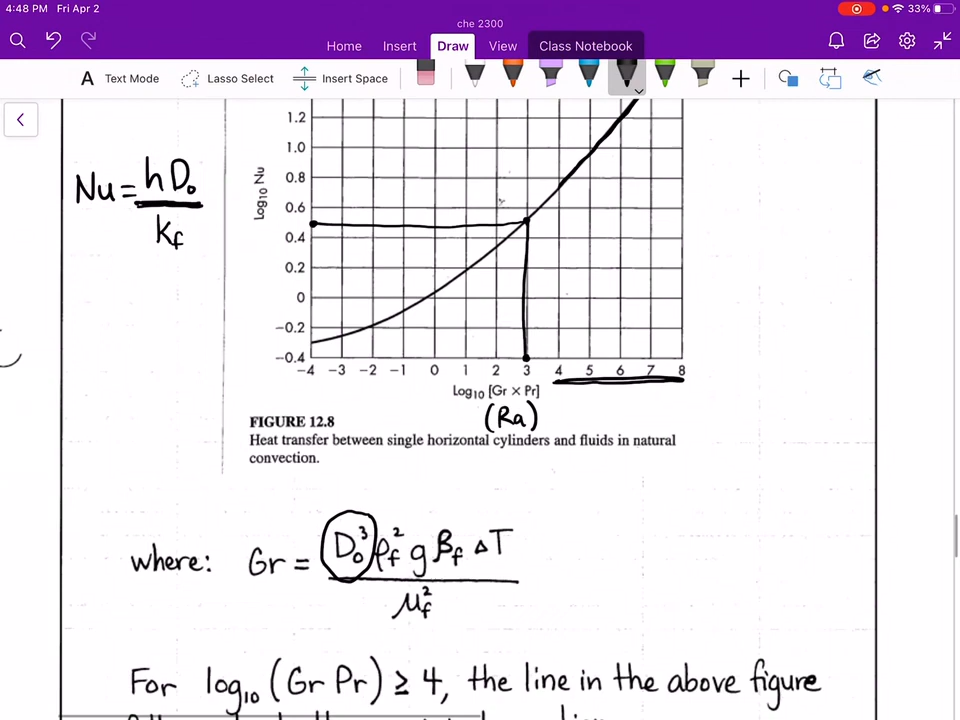 4:48 PM Fri Apr 2
33%
che 2300
Home Insert Draw View Class Notebook
A Text Mode Lasso Select Insert Space
1.2
1.0
0.8
0.6
0.4
0.2
0
−0.2
−0.4
Log10 Nu
Nu = h D₀ / k_f
−4 −3 −2 −1 0 1 2 3 4 5 6 7 8
Log10 [Gr × Pr]
(Ra)
FIGURE 12.8
Heat transfer between single horizontal cylinders and fluids in natural
convection.
where: Gr = D₀³ ρ_f² g β_f ΔT / μ_f²
For log₁₀ (Gr Pr) ≥ 4, the line in the above figure